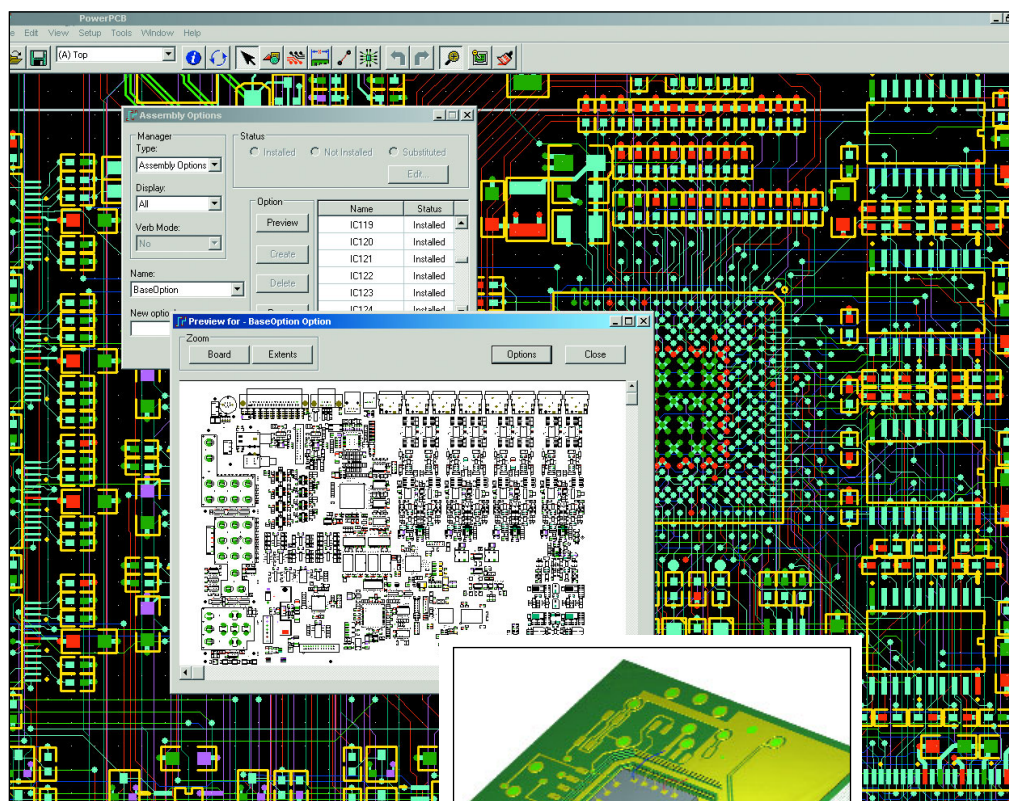 PowerPCB
Edit View Setup Tools Window Help
(A) Top
Assembly Options
Manager
Type:
Assembly Options
Display:
All
Verb Mode:
No
Name:
BaseOption
Status
Installed
Not Installed
Substituted
Edit...
Option
Preview
Create
Delete
Name Status
IC119 Installed
IC120 Installed
IC121 Installed
IC122 Installed
IC123 Installed
IC124 Installed
Preview for - BaseOption Option
Zoom
Board
Extents
Options
Close